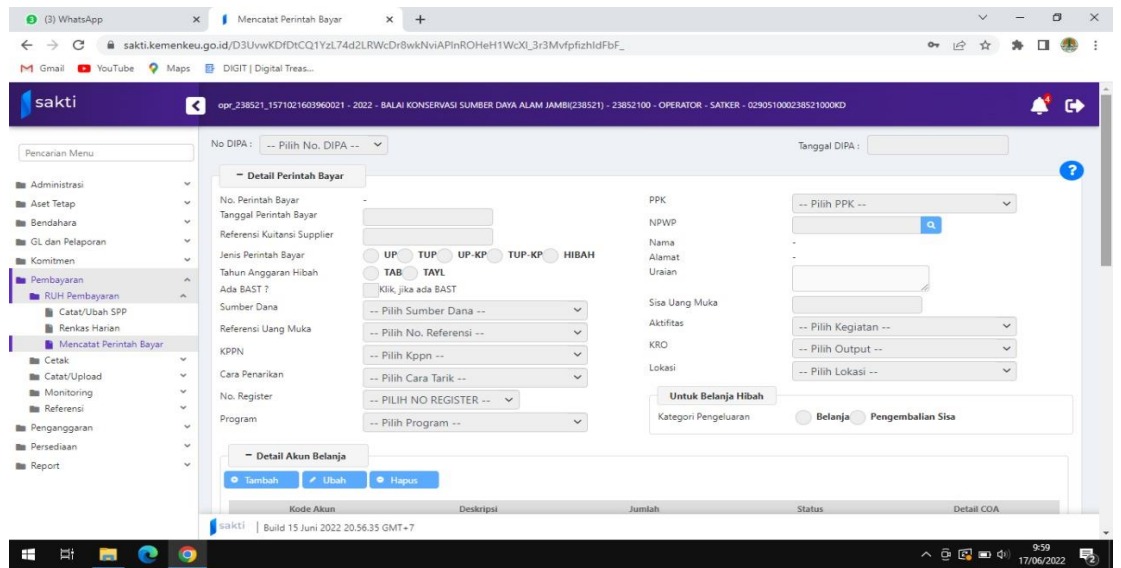 (3) WhatsApp
Mencatat Perintah Bayar
sakti.kemenkeu.go.id/D3UvwKDfDtCQ1YzL74d2LRWcDr8wkNviAPlnROHeH1WcXl_3r3MvfpfizhIdFbF_
Gmail YouTube Maps DIGIT | Digital Treas...
sakti
opr_238521_1571021603960021 - 2022 - BALAI KONSERVASI SUMBER DAYA ALAM JAMBI(238521) - 23852100 - OPERATOR - SATKER - 029051000238521000KD
4
Pencarian Menu
Administrasi
Aset Tetap
Bendahara
GL dan Pelaporan
Komitmen
Pembayaran
RUH Pembayaran
Catat/Ubah SPP
Renkas Harian
Mencatat Perintah Bayar
Cetak
Catat/Upload
Monitoring
Referensi
Penganggaran
Persediaan
Report
No DIPA : -- Pilih No. DIPA --
Tanggal DIPA :
?
− Detail Perintah Bayar
No. Perintah Bayar -
Tanggal Perintah Bayar
Referensi Kuitansi Supplier
Jenis Perintah Bayar UP TUP UP-KP TUP-KP HIBAH
Tahun Anggaran Hibah TAB TAYL
Ada BAST ? Klik, jika ada BAST
Sumber Dana -- Pilih Sumber Dana --
Referensi Uang Muka -- Pilih No. Referensi --
KPPN -- Pilih Kppn --
Cara Penarikan -- Pilih Cara Tarik --
No. Register -- PILIH NO REGISTER --
Program -- Pilih Program --
PPK -- Pilih PPK --
NPWP
Nama -
Alamat -
Uraian
Sisa Uang Muka
Aktifitas -- Pilih Kegiatan --
KRO -- Pilih Output --
Lokasi -- Pilih Lokasi --
Untuk Belanja Hibah
Kategori Pengeluaran Belanja Pengembalian Sisa
− Detail Akun Belanja
Tambah Ubah Hapus
Kode Akun Deskripsi Jumlah Status Detail COA
sakti | Build 15 Juni 2022 20.56.35 GMT+7
9:59
17/06/2022
2